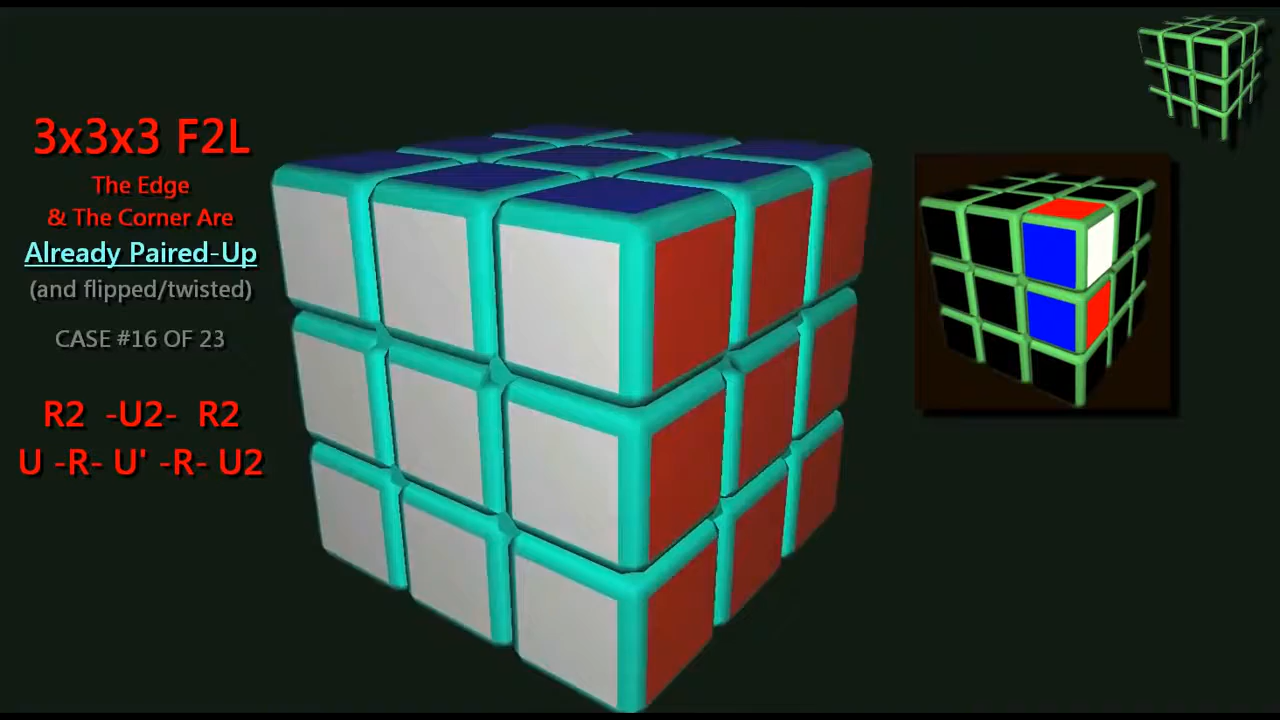 3x3x3 F2L
The Edge
& The Corner Are
Already Paired-Up
(and flipped/twisted)
CASE #16 OF 23
R2 -U2- R2
U -R- U' -R- U2